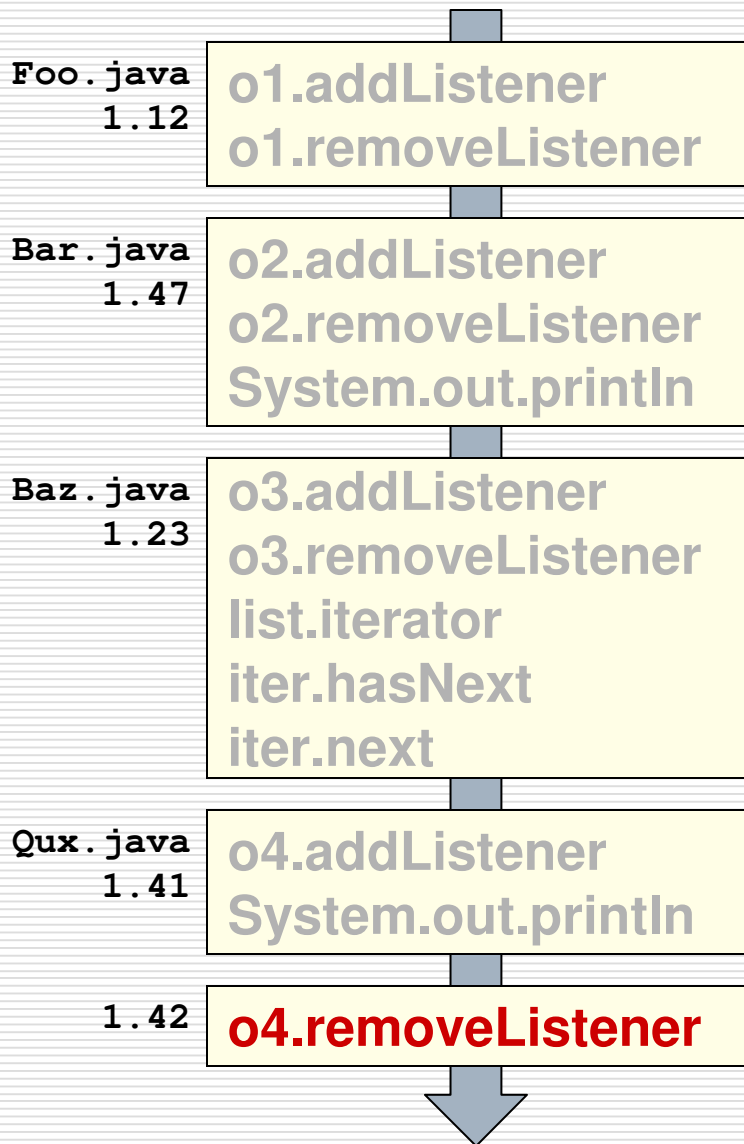 Foo.java
1.12
o1.addListener
o1.removeListener
Bar.java
1.47
o2.addListener
o2.removeListener
System.out.println
Baz.java
1.23
o3.addListener
o3.removeListener
list.iterator
iter.hasNext
iter.next
Qux.java
1.41
o4.addListener
System.out.println
1.42
o4.removeListener